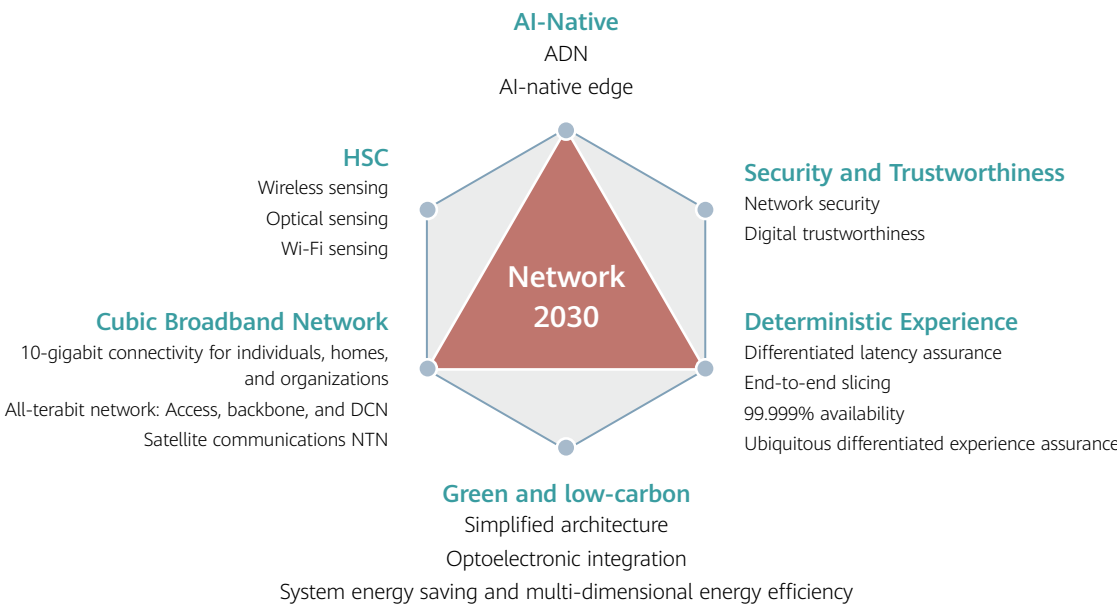 AI-Native
ADN
AI-native edge
HSC
Wireless sensing
Optical sensing
Wi-Fi sensing
Security and Trustworthiness
Network security
Digital trustworthiness
Network
2030
Cubic Broadband Network
10-gigabit connectivity for individuals, homes,
and organizations
All-terabit network: Access, backbone, and DCN
Satellite communications NTN
Deterministic Experience
Differentiated latency assurance
End-to-end slicing
99.999% availability
Ubiquitous differentiated experience assurance
Green and low-carbon
Simplified architecture
Optoelectronic integration
System energy saving and multi-dimensional energy efficiency